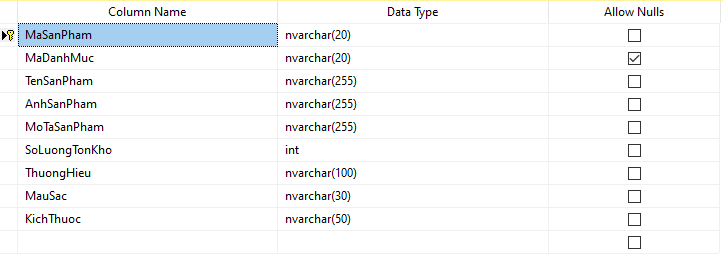 Column Name Data Type Allow Nulls
MaSanPham nvarchar(20)
MaDanhMuc nvarchar(20)
TenSanPham nvarchar(255)
AnhSanPham nvarchar(255)
MoTaSanPham nvarchar(255)
SoLuongTonKho int
ThuongHieu nvarchar(100)
MauSac nvarchar(30)
KichThuoc nvarchar(50)